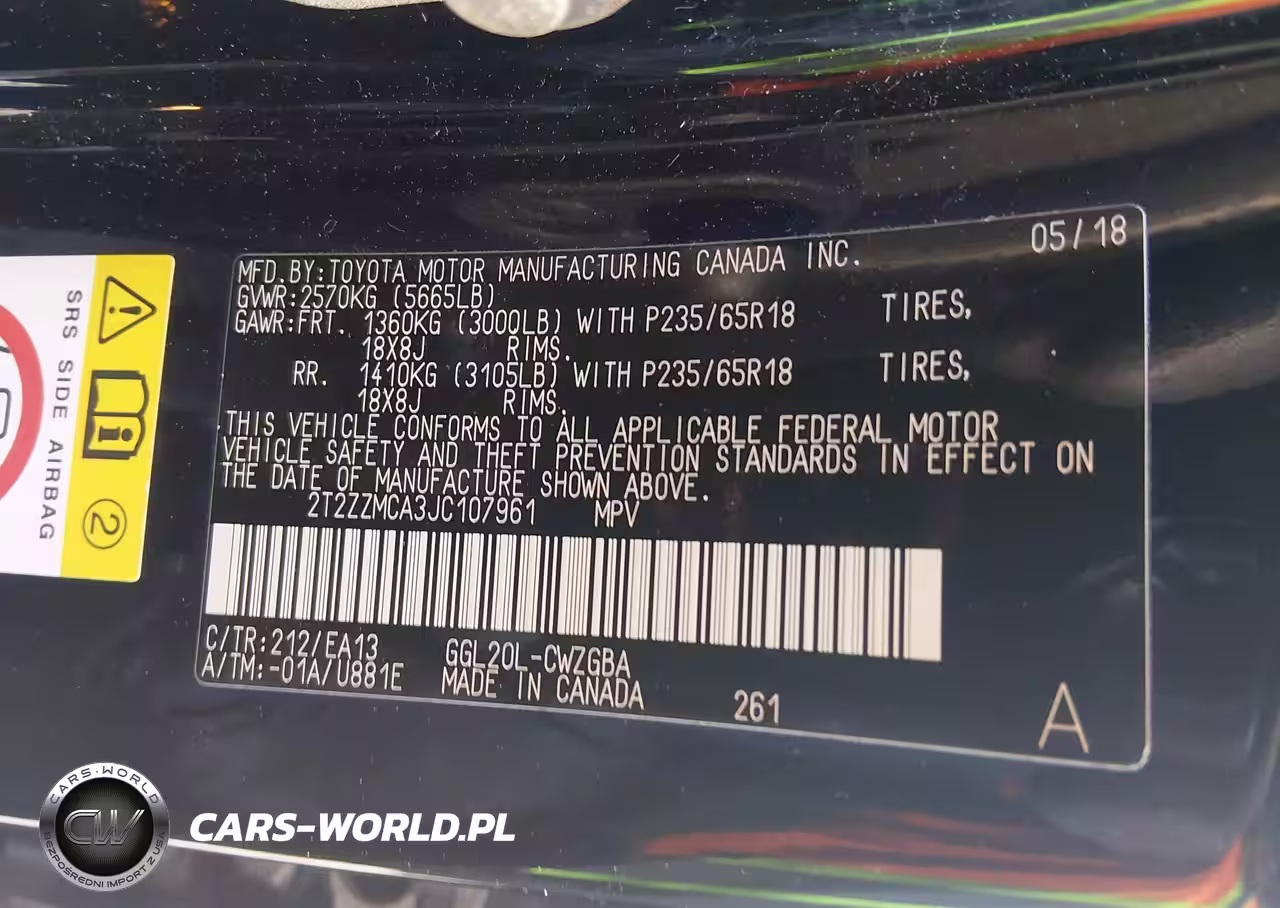 05/18
MFD.BY:TOYOTA MOTOR MANUFACTURING CANADA INC.
GVWR:2570KG (5665LB)
GAWR:FRT. 1360KG (3000LB) WITH P235/65R18 TIRES,
18X8J RIMS.
RR. 1410KG (3105LB) WITH P235/65R18 TIRES,
18X8J RIMS.
THIS VEHICLE CONFORMS TO ALL APPLICABLE FEDERAL MOTOR
VEHICLE SAFETY AND THEFT PREVENTION STANDARDS IN EFFECT ON
THE DATE OF MANUFACTURE SHOWN ABOVE.
2T2ZZMCA3JC107961 MPV
C/TR:212/EA13 GGL20L-CWZGBA
A/TM:-01A/U881E MADE IN CANADA 261
A
SRS SIDE AIRBAG
2
CARS-WORLD
CW
BEZPOŚREDNI IMPORT Z USA
CARS-WORLD.PL